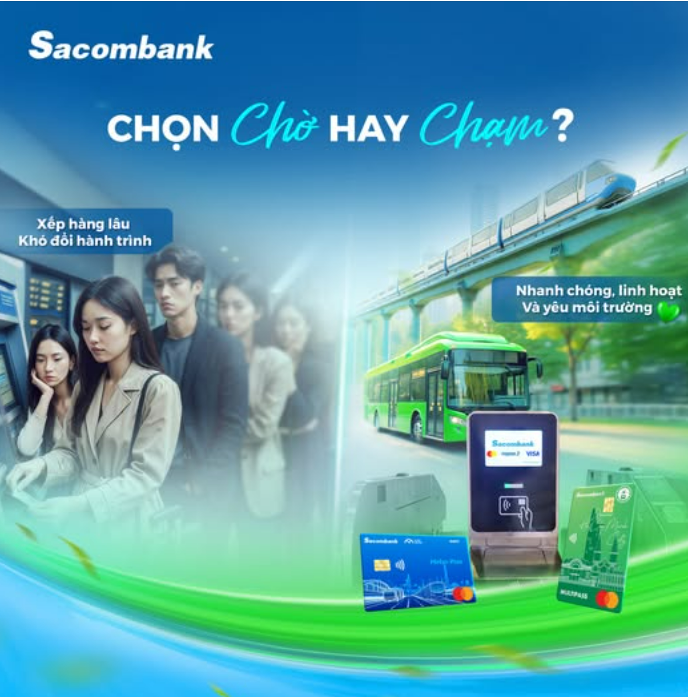 Sacombank
CHỌN Chờ HAY Chạm?
Xếp hàng lâu
Khó đổi hành trình
Nhanh chóng, linh hoạt
Và yêu môi trường
Sacombank
napas VISA
Sacombank
Sacombank
MULTIPASS